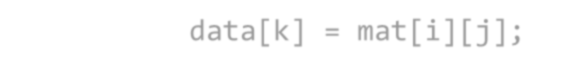 data[k] = mat[i][j];